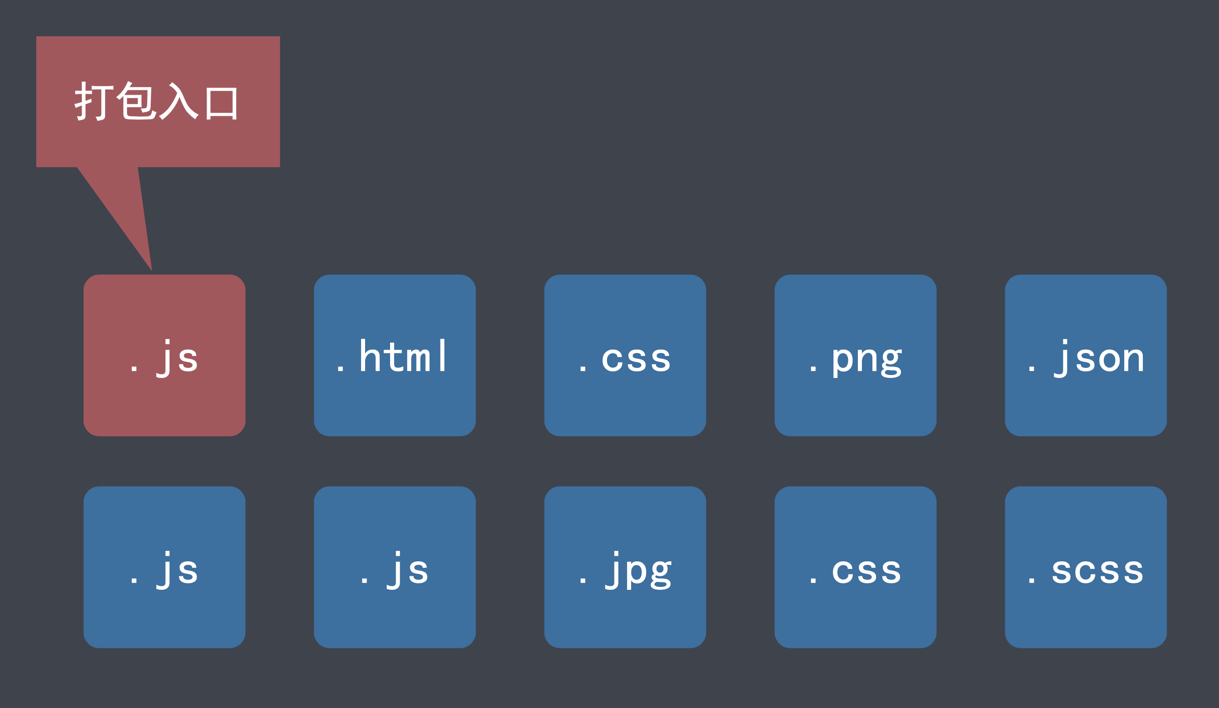 打包入口
.js
.html
.css
.png
.json
.js
.js
.jpg
.css
.scss